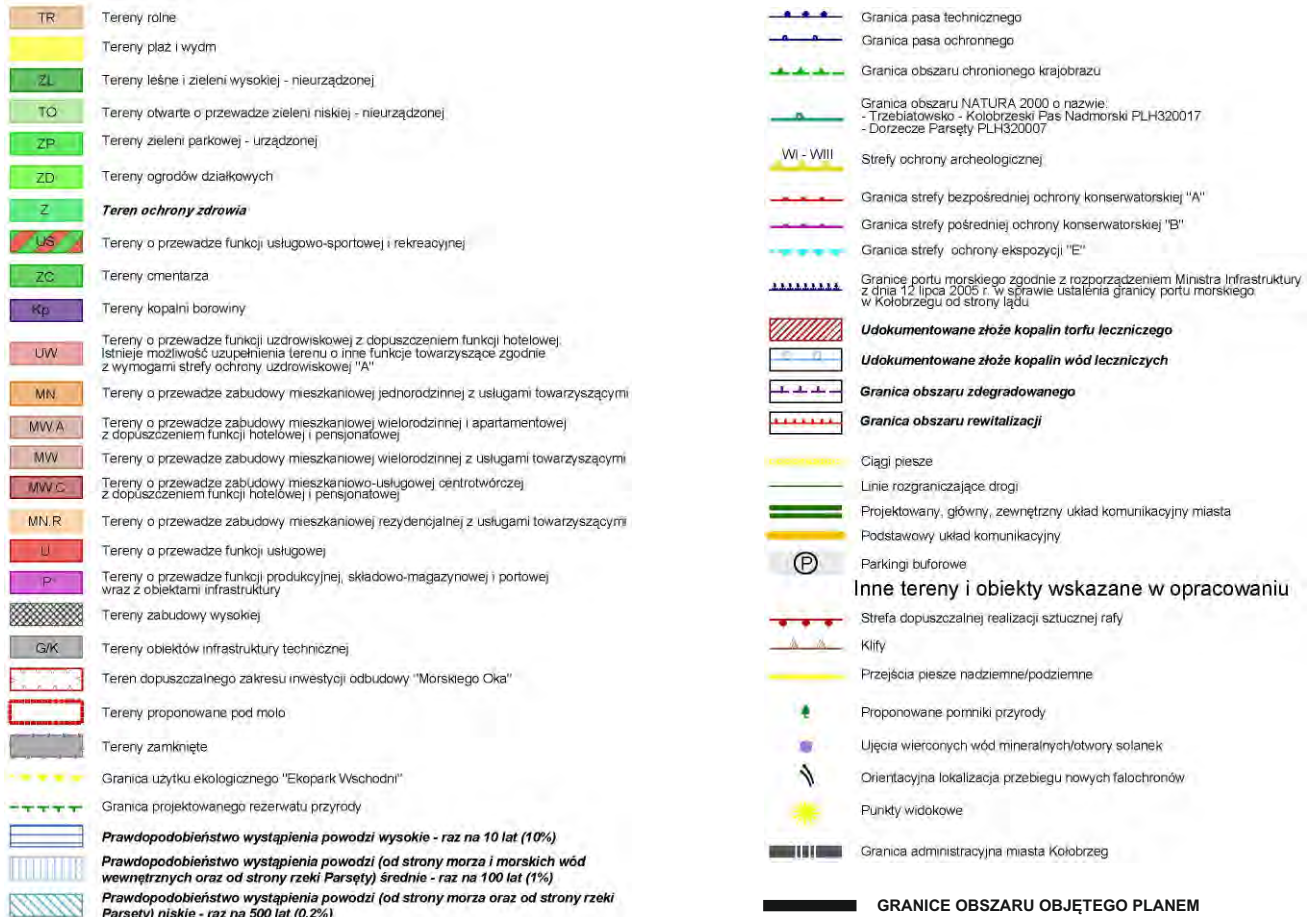 TR Tereny rolne
Tereny plaż i wydm
ZL Tereny leśne i zieleni wysokiej - nieurządzonej
TO Tereny otwarte o przewadze zieleni niskiej - nieurządzonej
ZP Tereny zieleni parkowej - urządzonej
ZD Tereny ogrodów działkowych
Z Teren ochrony zdrowia
US Tereny o przewadze funkcji usługowo-sportowej i rekreacyjnej
ZC Tereny cmentarza
Kp Tereny kopalni borowiny
UW Tereny o przewadze funkcji uzdrowiskowej z dopuszczeniem funkcji hotelowej.
Istnieje możliwość uzupełnienia terenu o inne funkcje towarzyszące zgodnie
z wymogami strefy ochrony uzdrowiskowej "A"
MN Tereny o przewadze zabudowy mieszkaniowej jednorodzinnej z usługami towarzyszącymi
MW.A Tereny o przewadze zabudowy mieszkaniowej wielorodzinnej i apartamentowej
z dopuszczeniem funkcji hotelowej i pensjonatowej
MW Tereny o przewadze zabudowy mieszkaniowej wielorodzinnej z usługami towarzyszącymi
MW.C Tereny o przewadze zabudowy mieszkaniowo-usługowej centrotwórczej
z dopuszczeniem funkcji hotelowej i pensjonatowej
MN.R Tereny o przewadze zabudowy mieszkaniowej rezydencjalnej z usługami towarzyszącymi
U Tereny o przewadze funkcji usługowej
P Tereny o przewadze funkcji produkcyjnej, składowo-magazynowej i portowej
wraz z obiektami infrastruktury
Tereny zabudowy wysokiej
G/K Tereny obiektów infrastruktury technicznej
Teren dopuszczalnego zakresu inwestycji odbudowy "Morskiego Oka"
Tereny proponowane pod molo
Tereny zamknięte
Granica użytku ekologicznego "Ekopark Wschodni"
Granica projektowanego rezerwatu przyrody
Prawdopodobieństwo wystąpienia powodzi wysokie - raz na 10 lat (10%)
Prawdopodobieństwo wystąpienia powodzi (od strony morza i morskich wód
wewnętrznych oraz od strony rzeki Parsęty) średnie - raz na 100 lat (1%)
Prawdopodobieństwo wystąpienia powodzi (od strony morza oraz od strony rzeki
Parsęty) niskie - raz na 500 lat (0,2%)
Granica pasa technicznego
Granica pasa ochronnego
Granica obszaru chronionego krajobrazu
Granica obszaru NATURA 2000 o nazwie:
- Trzebiatowsko - Kołobrzeski Pas Nadmorski PLH320017
- Dorzecze Parsęty PLH320007
WI - WIII Strefy ochrony archeologicznej
Granica strefy bezpośredniej ochrony konserwatorskiej "A"
Granica strefy pośredniej ochrony konserwatorskiej "B"
Granica strefy ochrony ekspozycji "E"
Granice portu morskiego zgodnie z rozporządzeniem Ministra Infrastruktury
z dnia 12 lipca 2005 r. w sprawie ustalenia granicy portu morskiego
w Kołobrzegu od strony lądu
Udokumentowane złoże kopalin torfu leczniczego
Udokumentowane złoże kopalin wód leczniczych
Granica obszaru zdegradowanego
Granica obszaru rewitalizacji
Ciągi piesze
Linie rozgraniczające drogi
Projektowany, główny, zewnętrzny układ komunikacyjny miasta
Podstawowy układ komunikacyjny
P Parkingi buforowe
Inne tereny i obiekty wskazane w opracowaniu
Strefa dopuszczalnej realizacji sztucznej rafy
Klify
Przejścia piesze nadziemne/podziemne
Proponowane pomniki przyrody
Ujęcia wierconych wód mineralnych/otwory solanek
Orientacyjna lokalizacja przebiegu nowych falochronów
Punkty widokowe
Granica administracyjna miasta Kołobrzeg
GRANICE OBSZARU OBJĘTEGO PLANEM